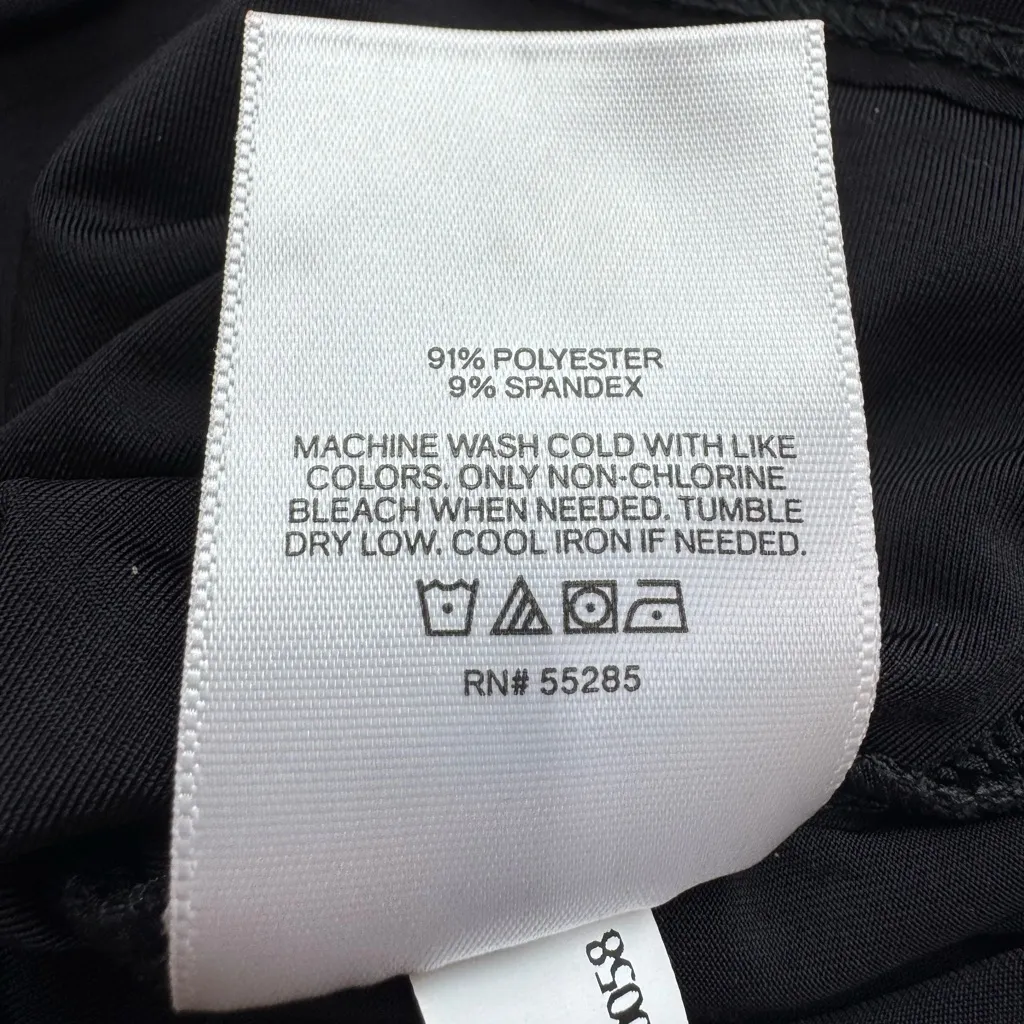 91% POLYESTER
9% SPANDEX
MACHINE WASH COLD WITH LIKE
COLORS. ONLY NON-CHLORINE
BLEACH WHEN NEEDED. TUMBLE
DRY LOW. COOL IRON IF NEEDED.
RN# 55285